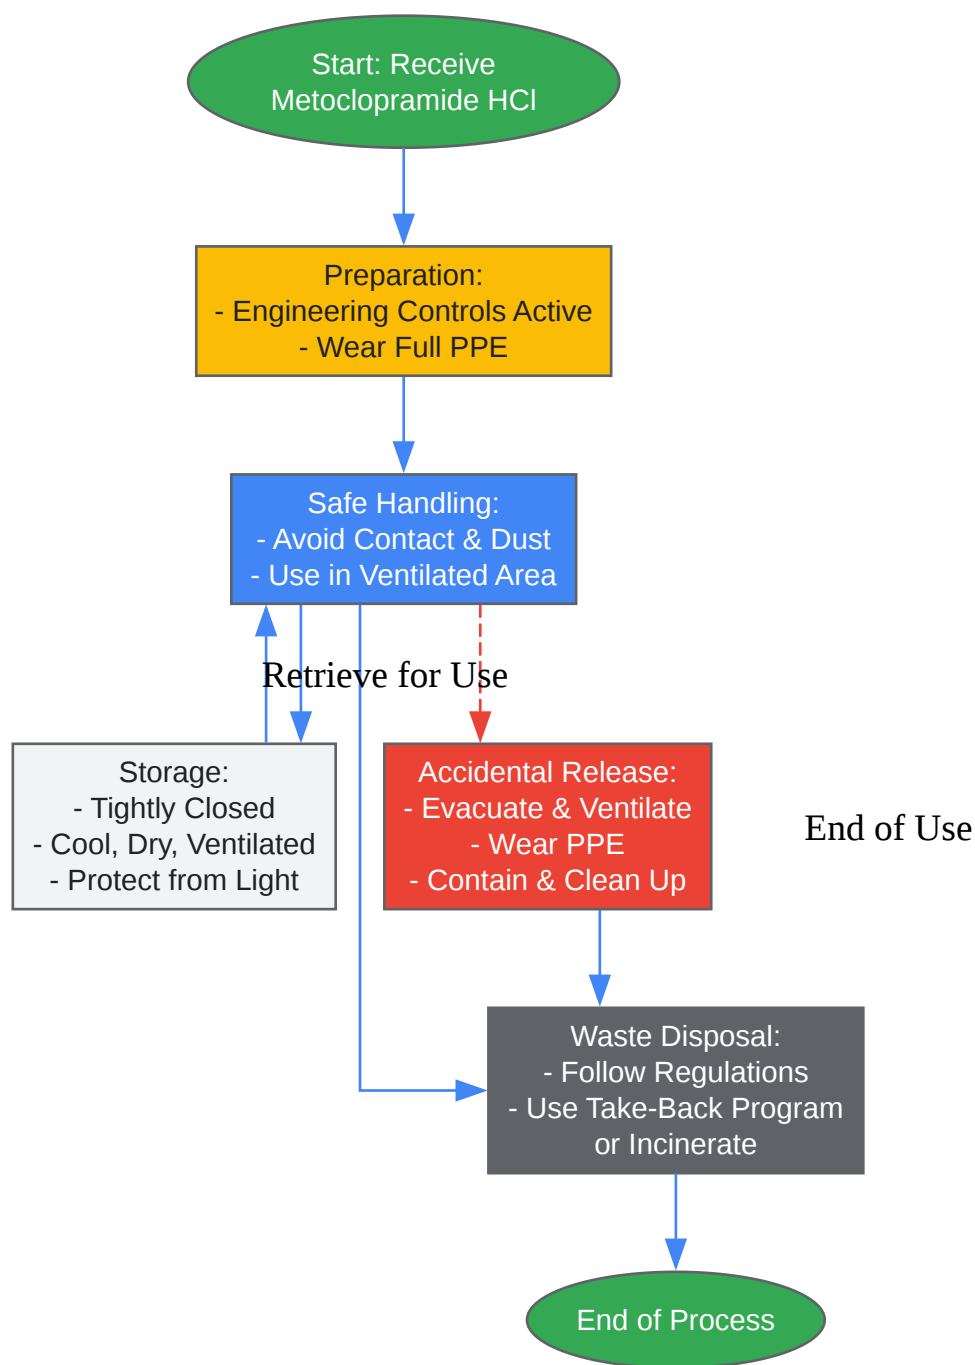 Start: Receive
Metoclopramide HCl
Preparation:
- Engineering Controls Active
- Wear Full PPE
Safe Handling:
- Avoid Contact & Dust
- Use in Ventilated Area
Retrieve for Use
Storage:
- Tightly Closed
- Cool, Dry, Ventilated
- Protect from Light
Accidental Release:
- Evacuate & Ventilate
- Wear PPE
- Contain & Clean Up
End of Use
Waste Disposal:
- Follow Regulations
- Use Take-Back Program
or Incinerate
End of Process